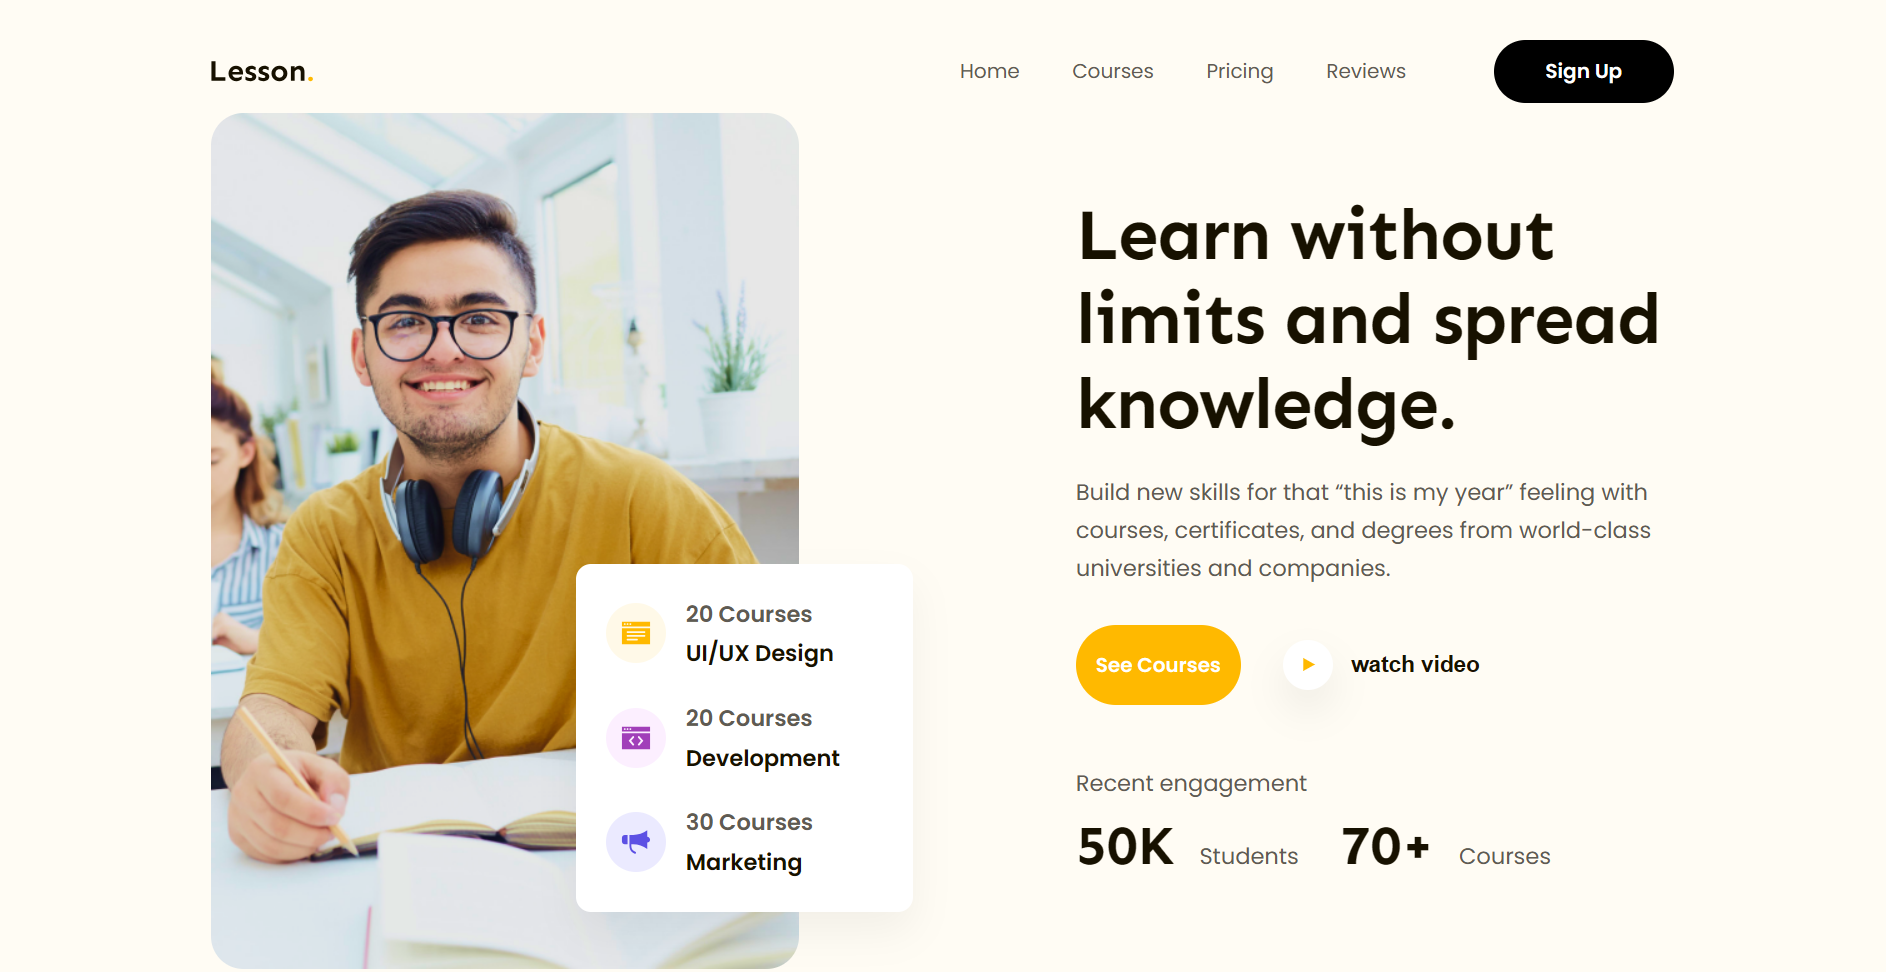 Lesson.
Home Courses Pricing Reviews Sign Up
Learn without
limits and spread
knowledge.
Build new skills for that “this is my year” feeling with
courses, certificates, and degrees from world-class
universities and companies.
See Courses watch video
Recent engagement
50K Students 70+ Courses
20 Courses
UI/UX Design
20 Courses
Development
30 Courses
Marketing